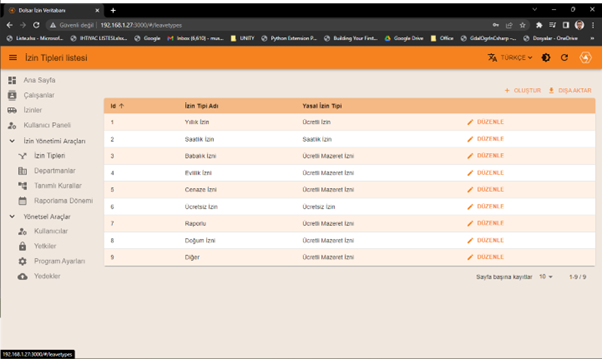 Dohar İzin Veritabanı
Güvenli değil 192.168.1.27:3000/#/leavetypes
Liste.xlsx - Microsof... IHTIYAC LISTESI.xlsx... Google Inbox (6,610) - mus... UNITY Python Extension P... Building Your First... Google Drive Office GdalOgrInCsharp -... Dosyalar - OneDrive
İzin Tipleri listesi TÜRKÇE
Ana Sayfa
Çalışanlar
İzinler
Kullanıcı Paneli
İzin Yönetimi Araçları
İzin Tipleri
Departmanlar
Tanımlı Kurallar
Raporlama Dönemi
Yönetsel Araçlar
Kullanıcılar
Yetkiler
Program Ayarları
Yedekler
+ OLUŞTUR DIŞA AKTAR
Id İzin Tipi Adı Yasal İzin Tipi
1 Yıllık İzin Ücretli İzin DÜZENLE
2 Saatlik İzin Saatlik İzin DÜZENLE
3 Babalık İzni Ücretli Mazeret İzni DÜZENLE
4 Evlilik İzni Ücretli Mazeret İzni DÜZENLE
5 Cenaze İzni Ücretli Mazeret İzni DÜZENLE
6 Ücretsiz İzin Ücretsiz İzin DÜZENLE
7 Raporlu Ücretli Mazeret İzni DÜZENLE
8 Doğum İzni Ücretli Mazeret İzni DÜZENLE
9 Diğer Ücretli Mazeret İzni DÜZENLE
Sayfa başına kayıtlar 10 1-9 / 9
192.168.1.27:3000/#/leavetypes